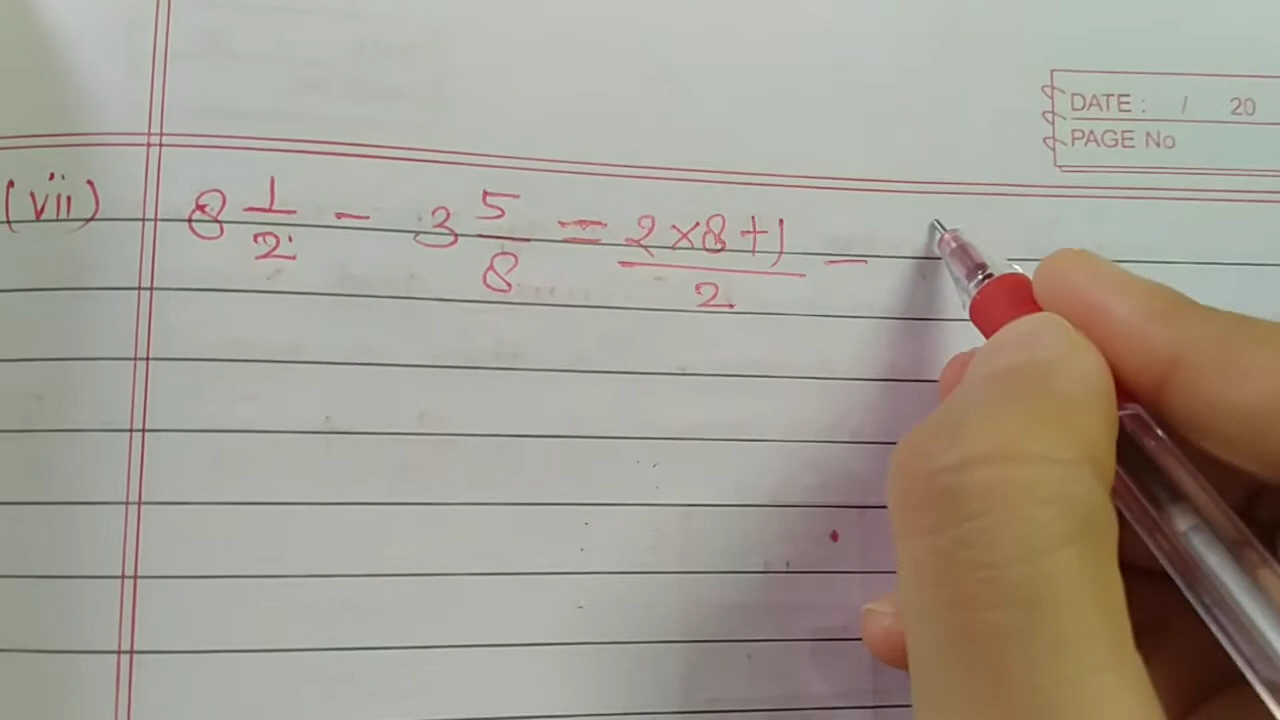 DATE : / 20
PAGE No
(vii) 8 1/2 - 3 5/8 = 2×8+1/2 -